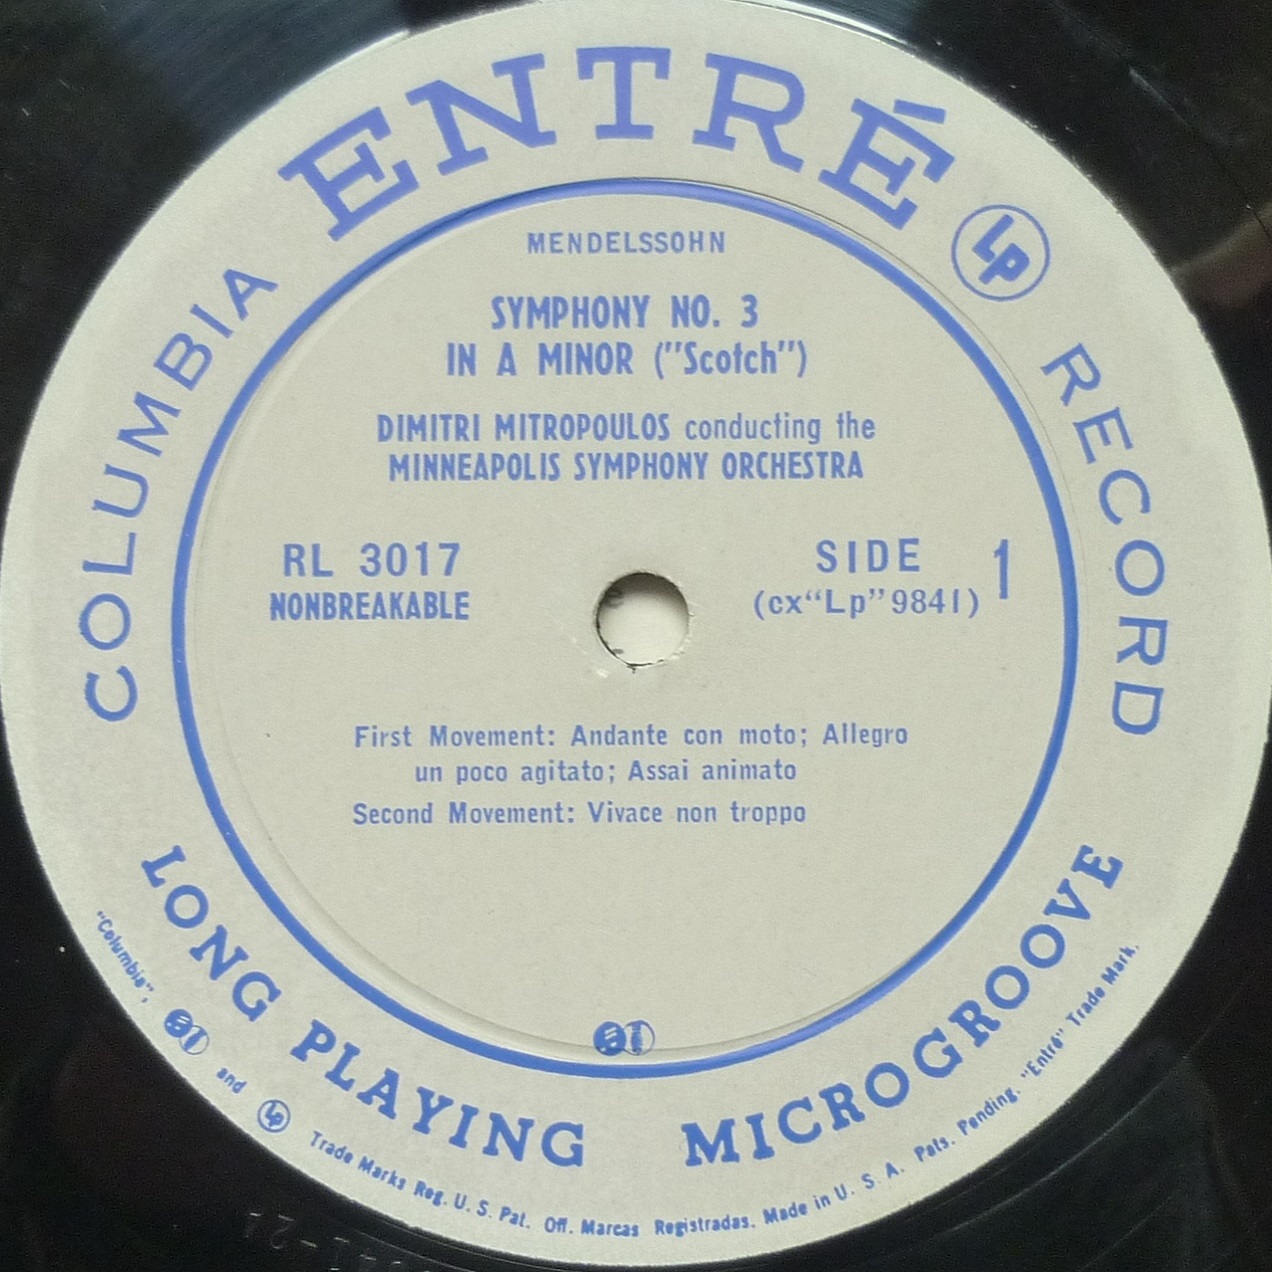 COLUMBIA ENTRÉ LP RECORD
MENDELSSOHN
SYMPHONY NO. 3
IN A MINOR ("Scotch")
DIMITRI MITROPOULOS conducting the
MINNEAPOLIS SYMPHONY ORCHESTRA
RL 3017
NONBREAKABLE
SIDE 1
(cx“Lp”9841)
First Movement: Andante con moto; Allegro
un poco agitato; Assai animato
Second Movement: Vivace non troppo
LONG PLAYING MICROGROOVE
"Columbia", and LP Trade Marks Reg. U. S. Pat. Off. Marcas Registradas. Made in U. S. A. Pats. Pending. "Entré" Trade Mark.